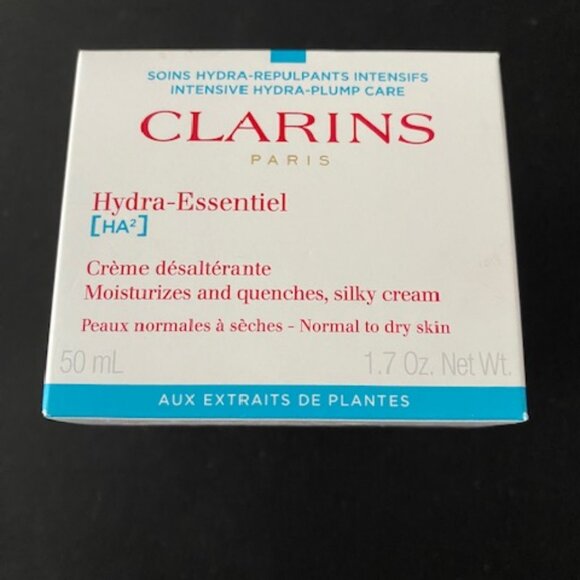 SOINS HYDRA-REPULPANTS INTENSIFS
INTENSIVE HYDRA-PLUMP CARE
CLARINS
PARIS
Hydra-Essentiel
[HA²]
Crème désaltérante
Moisturizes and quenches, silky cream
Peaux normales à sèches - Normal to dry skin
50 mL 1.7 Oz. Net Wt.
AUX EXTRAITS DE PLANTES